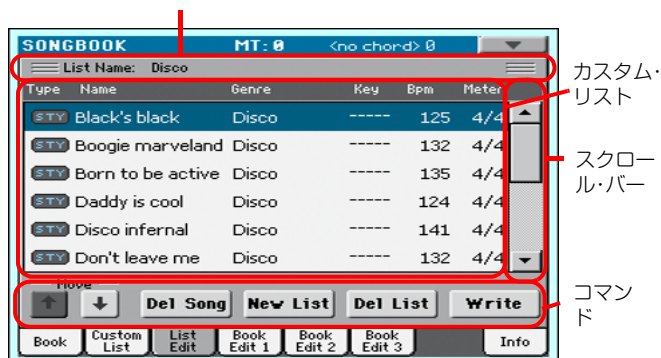 SONGBOOK MT: 0 <no chord> 0
List Name: Disco
カスタム・
リスト
Type Name Genre Key Bpm Meter
STY Black's black Disco ----- 125 4/4
STY Boogie marveland Disco ----- 132 4/4
STY Born to be active Disco ----- 135 4/4
スクロー
ル・バー
STY Daddy is cool Disco ----- 124 4/4
STY Disco infernal Disco ----- 141 4/4
STY Don't leave me Disco ----- 132 4/4
Move
Del Song New List Del List Write
コマン
ド
Book Custom List List Edit Book Edit 1 Book Edit 2 Book Edit 3 Info